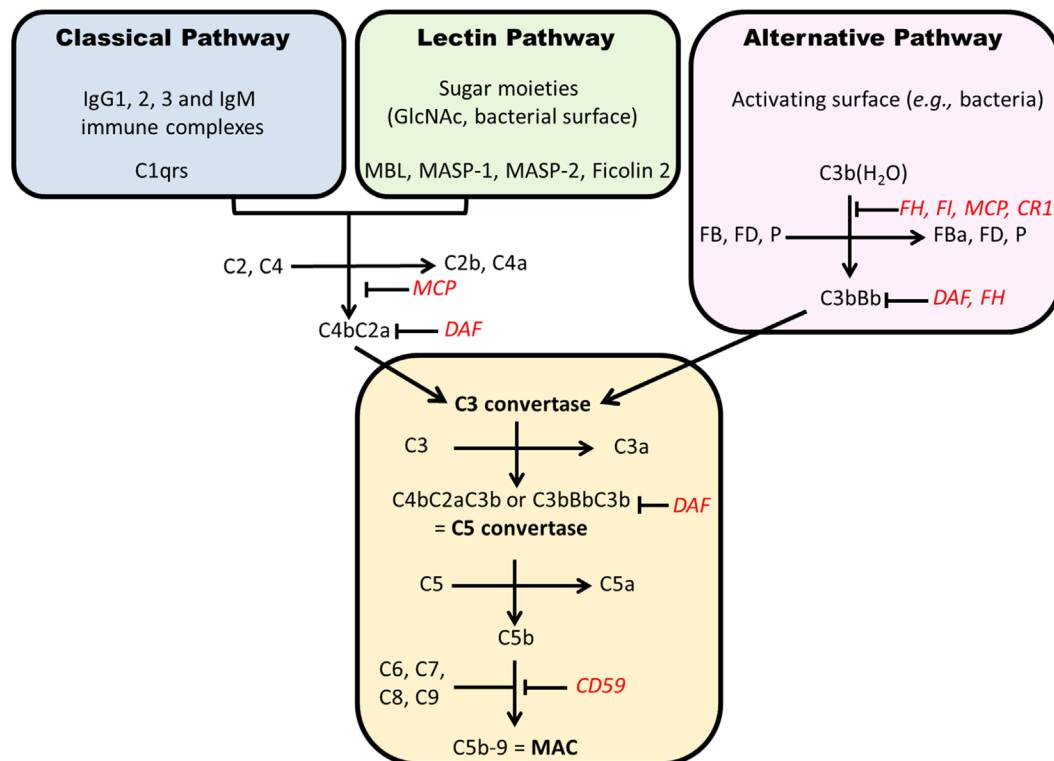 Classical Pathway
IgG1, 2, 3 and IgM
immune complexes
C1qrs
Lectin Pathway
Sugar moieties
(GlcNAc, bacterial surface)
MBL, MASP-1, MASP-2, Ficolin 2
Alternative Pathway
Activating surface (e.g., bacteria)
C3b(H₂O)
FH, FI, MCP, CR1
FB, FD, P
FBa, FD, P
C3bBb
DAF, FH
C2, C4
C2b, C4a
MCP
C4bC2a
DAF
C3 convertase
C3
C3a
C4bC2aC3b or C3bBbC3b
= C5 convertase
DAF
C5
C5a
C5b
C6, C7,
C8, C9
CD59
C5b-9 = MAC